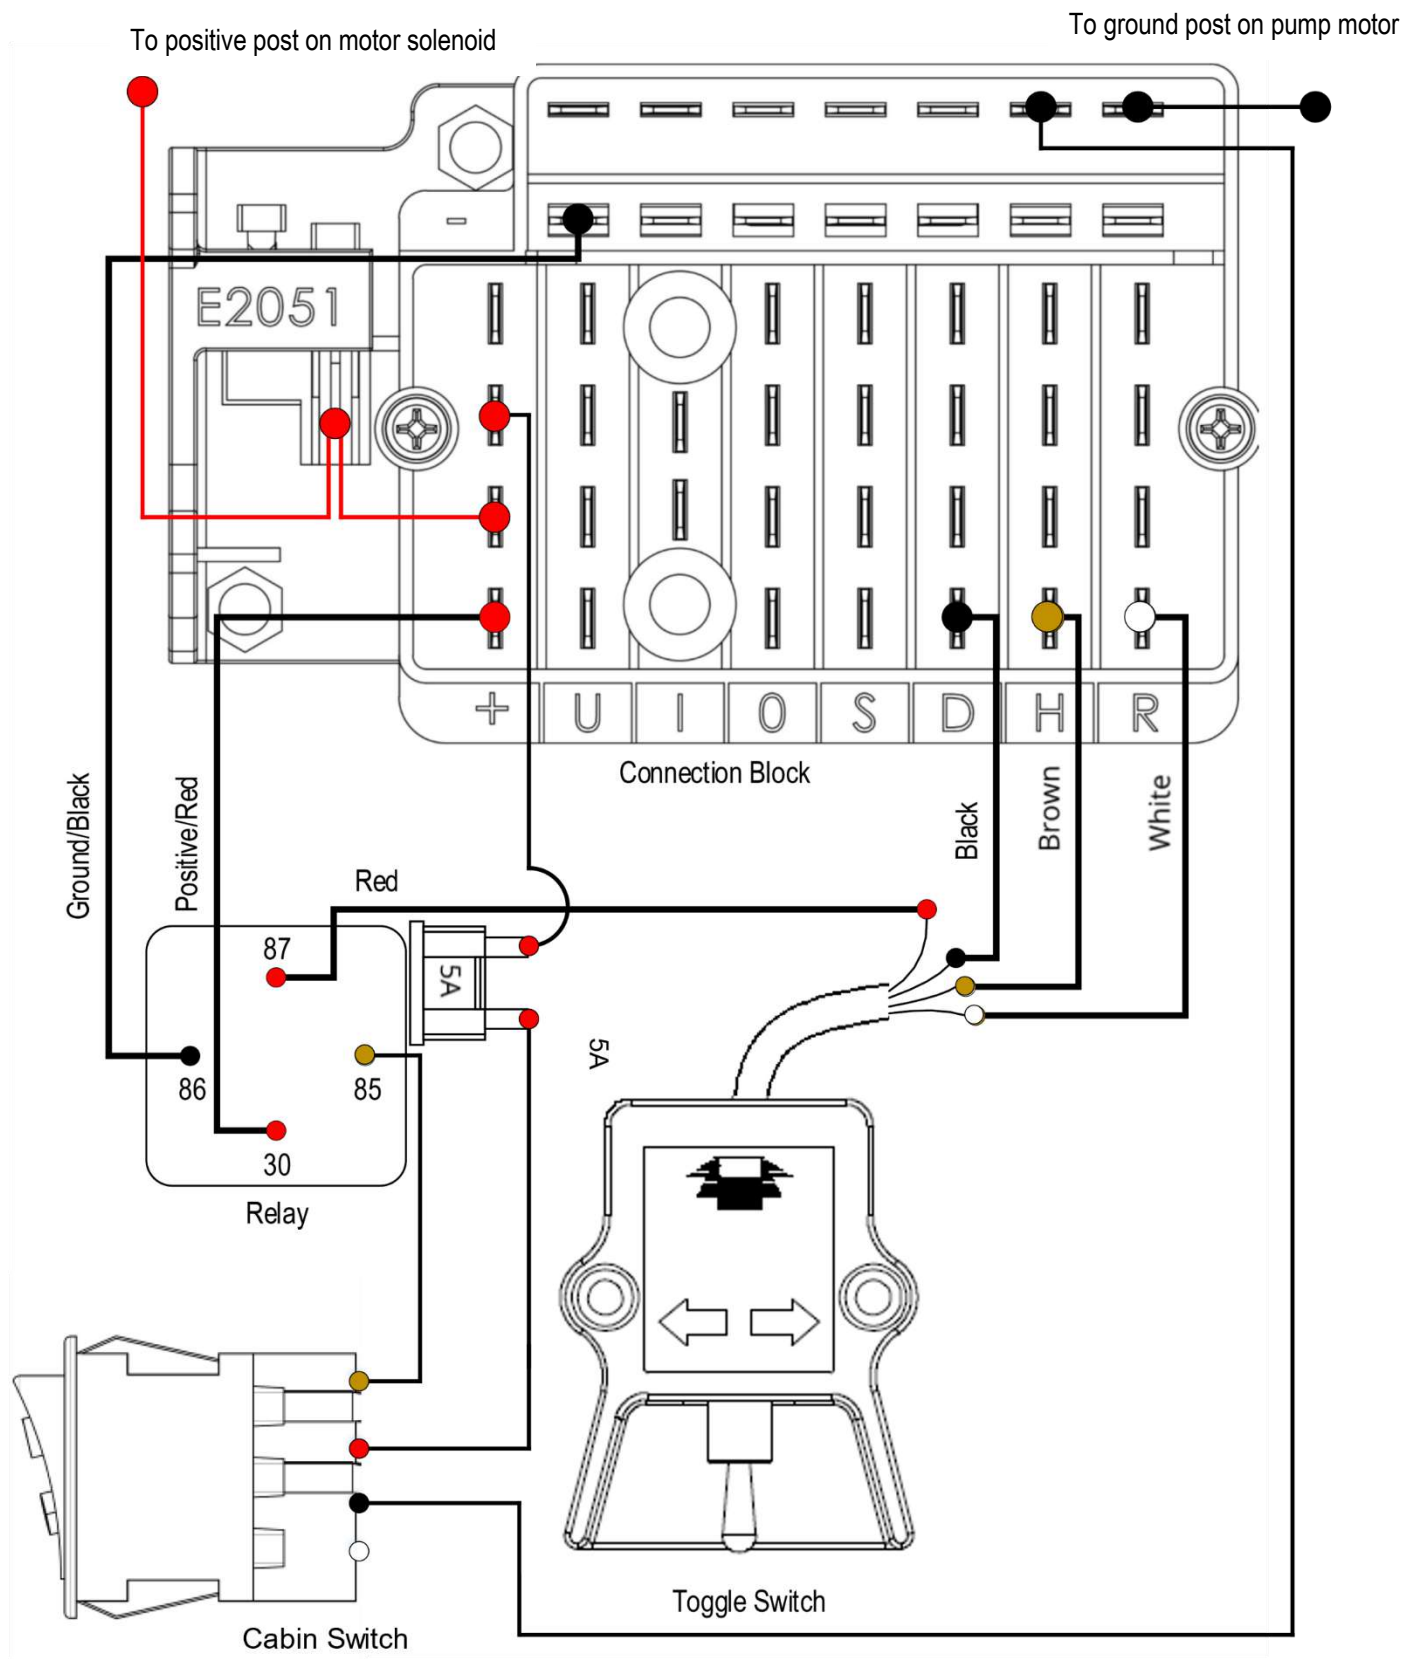 To positive post on motor solenoid
To ground post on pump motor
-
E2051
+ U I 0 S D H R
Connection Block
Ground/Black
Positive/Red
Red
Black
Brown
White
87
5A
86
85
30
5A
Relay
Toggle Switch
Cabin Switch